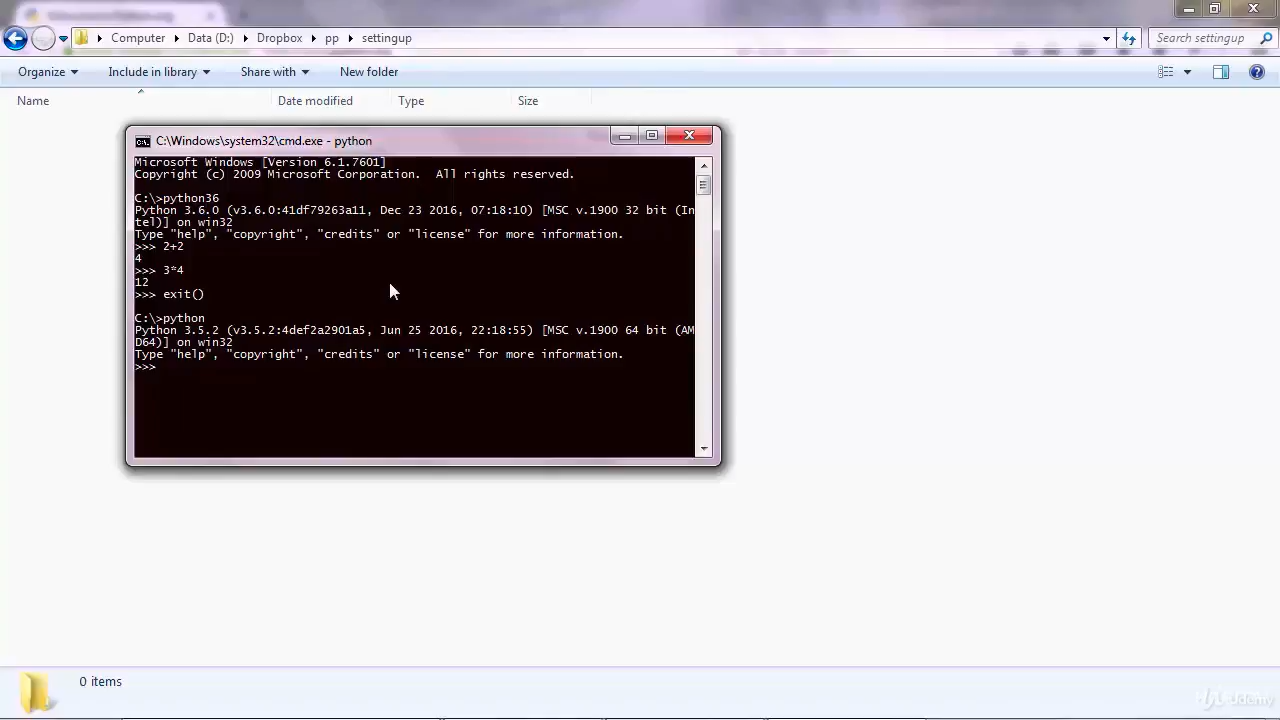 Computer ▸ Data (D:) ▸ Dropbox ▸ pp ▸ settingup
Search settingup
Organize Include in library Share with New folder
Name Date modified Type Size
C:\Windows\system32\cmd.exe - python
Microsoft Windows [Version 6.1.7601]
Copyright (c) 2009 Microsoft Corporation.  All rights reserved.
C:\>python36
Python 3.6.0 (v3.6.0:41df79263a11, Dec 23 2016, 07:18:10) [MSC v.1900 32 bit (In
tel)] on win32
Type "help", "copyright", "credits" or "license" for more information.
>>> 2+2
4
>>> 3*4
12
>>> exit()
C:\>python
Python 3.5.2 (v3.5.2:4def2a2901a5, Jun 25 2016, 22:18:55) [MSC v.1900 64 bit (AM
D64)] on win32
Type "help", "copyright", "credits" or "license" for more information.
>>>
0 items
Udemy